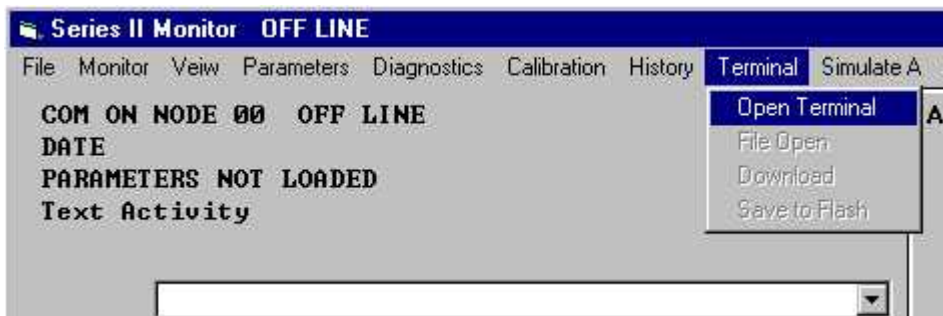 Series II Monitor OFF LINE
File Monitor Veiw Parameters Diagnostics Calibration History Terminal Simulate A
COM ON NODE 00 OFF LINE
DATE
PARAMETERS NOT LOADED
Text Activity
Open Terminal
File Open
Download
Save to Flash
A